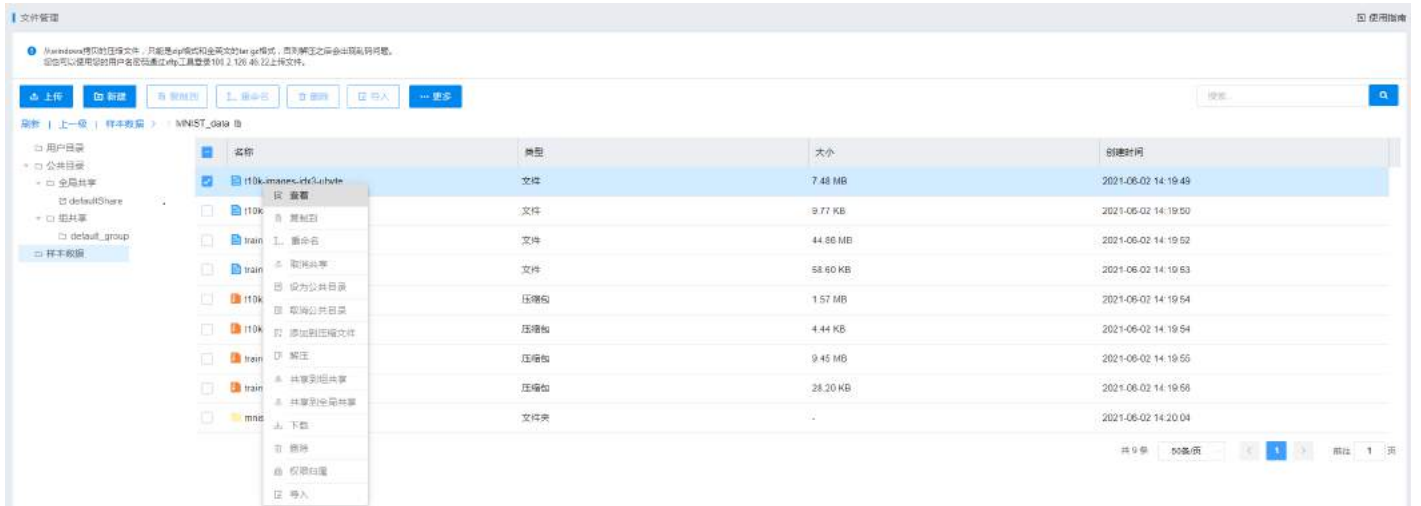 文件管理
使用指南
从windows拷贝的压缩文件，只能是zip格式和全英文的tar.gz格式，否则解压之后会出现乱码问题。
您也可以使用您的用户名密码通过sftp工具登录100.2.126.46:22上传文件。
上传 新建 复制到 重命名 删除 导入 ··· 更多
搜索...
刷新 | 上一级 | 样本数据 > / MNIST_data
用户目录
公共目录
全局共享
defaultShare
组共享
default_group
样本数据
名称 类型 大小 创建时间
t10k-images-idx3-ubyte 文件 7.48 MB 2021-06-02 14:19:49
t10k 文件 9.77 KB 2021-06-02 14:19:50
train 文件 44.86 MB 2021-06-02 14:19:52
train 文件 58.60 KB 2021-06-02 14:19:53
t10k 压缩包 1.57 MB 2021-06-02 14:19:54
t10k 压缩包 4.44 KB 2021-06-02 14:19:54
train 压缩包 9.45 MB 2021-06-02 14:19:55
train 压缩包 28.20 KB 2021-06-02 14:19:56
mnis 文件夹 - 2021-06-02 14:20:04
查看
复制到
重命名
取消共享
设为公共目录
取消公共目录
添加到压缩文件
解压
共享到组共享
共享到全局共享
下载
删除
权限归属
导入
共 9 条 50条/页 < 1 > 前往 1 页